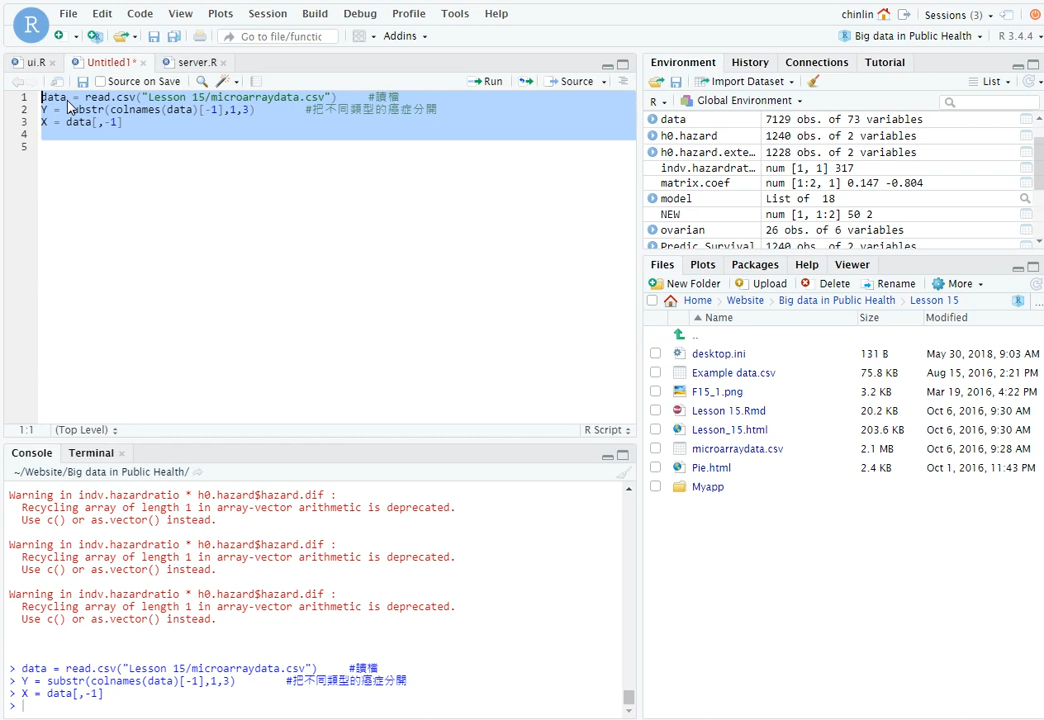 R File Edit Code View Plots Session Build Debug Profile Tools Help chinlin Sessions (3)
Go to file/functic Addins Big data in Public Health R 3.4.4
ui.R × Untitled1* × server.R ×
Source on Save Run Source
1 data = read.csv("Lesson 15/microarraydata.csv") #讀檔
2 Y = substr(colnames(data)[-1],1,3) #把不同類型的癌症分開
3 X = data[,-1]
4
5
1:1 (Top Level) R Script
Console Terminal ×
~/Website/Big data in Public Health/
Warning in indv.hazardratio * h0.hazard$hazard.dif :
Recycling array of length 1 in array-vector arithmetic is deprecated.
Use c() or as.vector() instead.
Warning in indv.hazardratio * h0.hazard$hazard.dif :
Recycling array of length 1 in array-vector arithmetic is deprecated.
Use c() or as.vector() instead.
Warning in indv.hazardratio * h0.hazard$hazard.dif :
Recycling array of length 1 in array-vector arithmetic is deprecated.
Use c() or as.vector() instead.
> data = read.csv("Lesson 15/microarraydata.csv") #讀檔
> Y = substr(colnames(data)[-1],1,3) #把不同類型的癌症分開
> X = data[,-1]
>
Environment History Connections Tutorial
Import Dataset List
R Global Environment
data 7129 obs. of 73 variables
h0.hazard 1240 obs. of 2 variables
h0.hazard.exte… 1228 obs. of 2 variables
indv.hazardrat… num [1, 1] 317
matrix.coef num [1:2, 1] 0.147 -0.804
model List of 18
NEW num [1, 1:2] 50 2
ovarian 26 obs. of 6 variables
Predic Survival 1240 obs. of 2 variables
Files Plots Packages Help Viewer
New Folder Upload Delete Rename More
Home Website Big data in Public Health Lesson 15 ...
Name Size Modified
..
desktop.ini 131 B May 30, 2018, 9:03 AM
Example data.csv 75.8 KB Aug 15, 2016, 2:21 PM
F15_1.png 3.2 KB Mar 19, 2016, 4:22 PM
Lesson 15.Rmd 20.2 KB Oct 6, 2016, 9:30 AM
Lesson_15.html 203.6 KB Oct 6, 2016, 9:30 AM
microarraydata.csv 2.1 MB Oct 6, 2016, 9:28 AM
Pie.html 2.4 KB Oct 1, 2016, 11:43 PM
Myapp